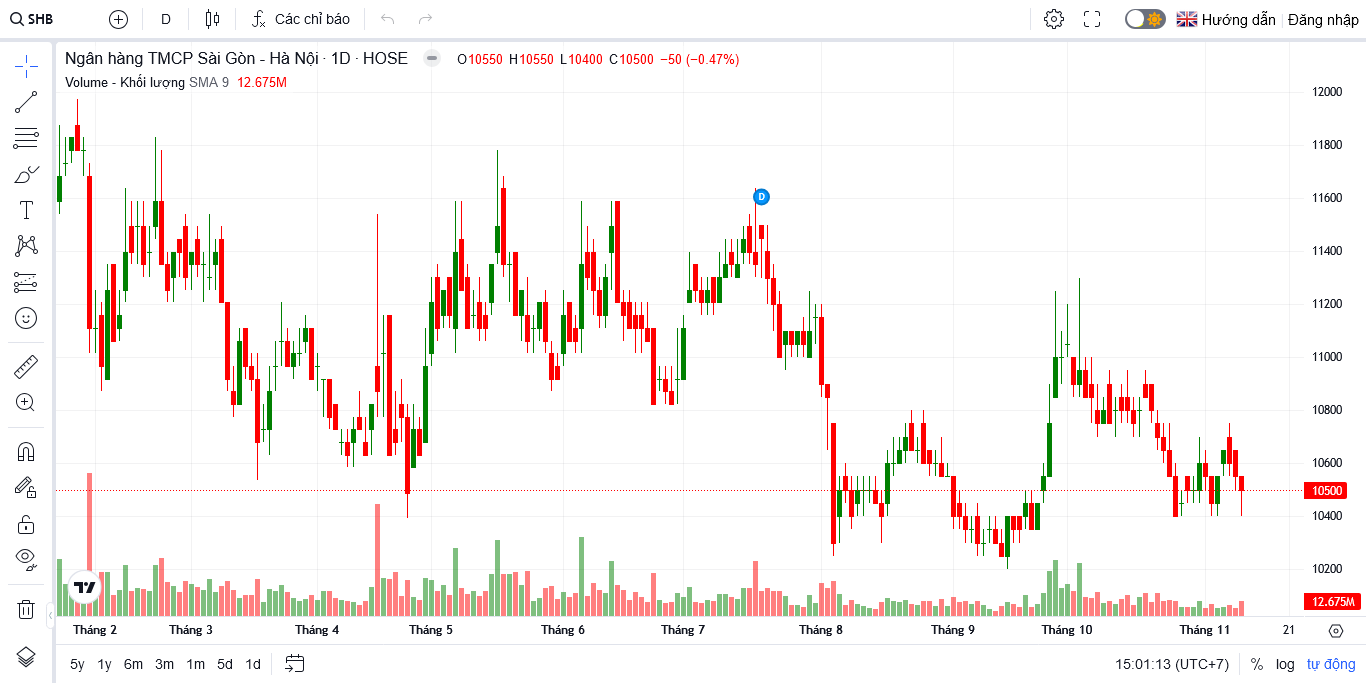 SHB D Các chỉ báo Hướng dẫn Đăng nhập
Ngân hàng TMCP Sài Gòn - Hà Nội · 1D · HOSE O10550 H10550 L10400 C10500 −50 (−0.47%)
Volume - Khối lượng SMA 9 12.675M
12000
11800
11600
D
11400
11200
11000
10800
10600
10500
10400
10200
12.675M
Tháng 2 Tháng 3 Tháng 4 Tháng 5 Tháng 6 Tháng 7 Tháng 8 Tháng 9 Tháng 10 Tháng 11 21
5y 1y 6m 3m 1m 5d 1d 15:01:13 (UTC+7) % log tự động